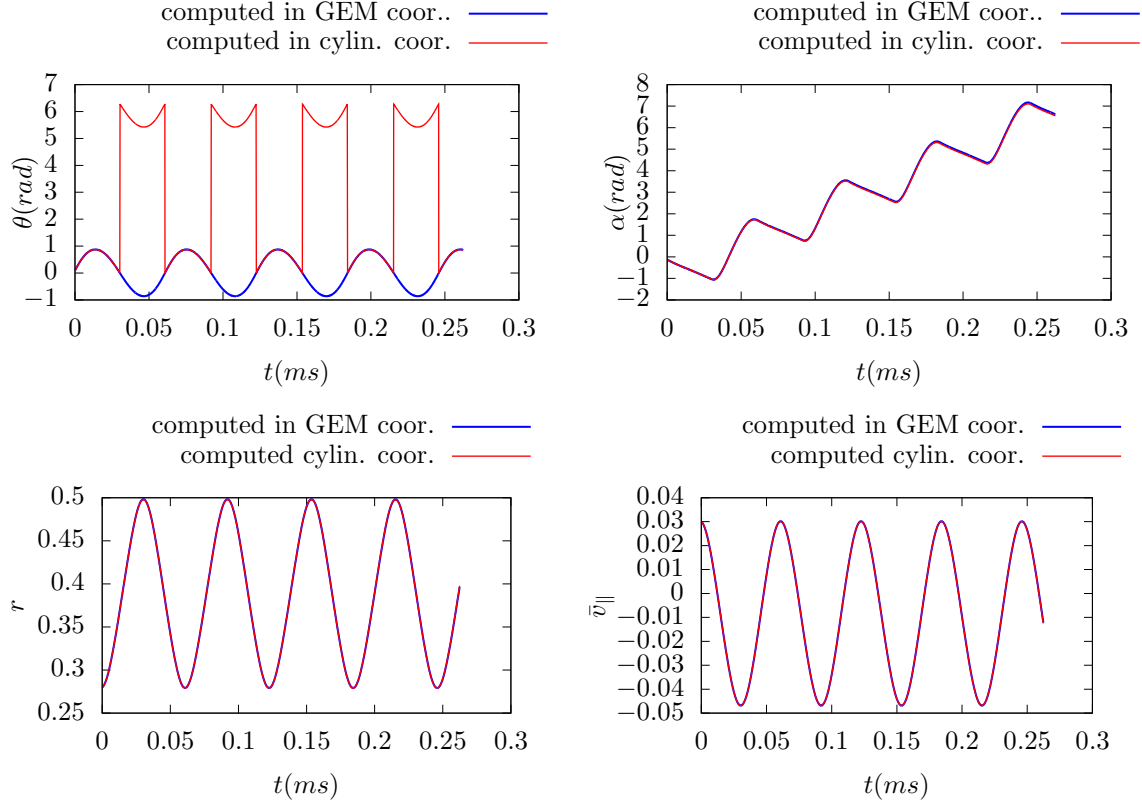 computed in GEM coor..
computed in cylin. coor.
θ(rad)
7
6
5
4
3
2
1
0
−1
0 0.05 0.1 0.15 0.2 0.25 0.3
t(ms)
computed in GEM coor..
computed in cylin. coor.
α(rad)
8
7
6
5
4
3
2
1
0
−1
−2
0 0.05 0.1 0.15 0.2 0.25 0.3
t(ms)
computed in GEM coor.
computed cylin. coor.
r
0.5
0.45
0.4
0.35
0.3
0.25
0 0.05 0.1 0.15 0.2 0.25 0.3
t(ms)
computed in GEM coor.
computed in cylin. coor.
v̄∥
0.04
0.03
0.02
0.01
0
−0.01
−0.02
−0.03
−0.04
−0.05
0 0.05 0.1 0.15 0.2 0.25 0.3
t(ms)